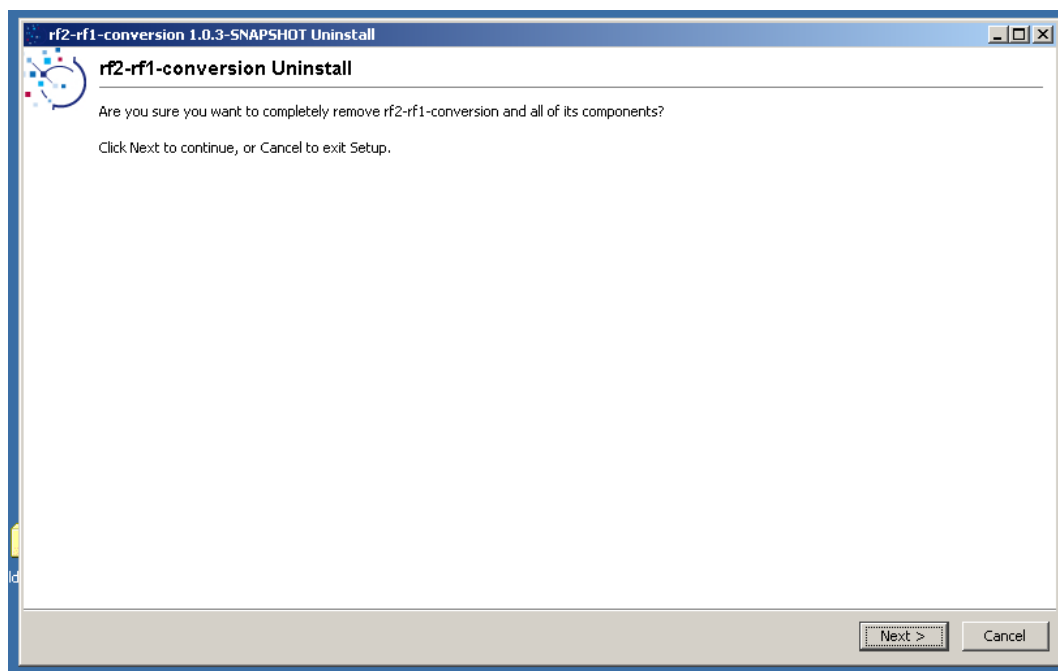 rf2-rf1-conversion 1.0.3-SNAPSHOT Uninstall
rf2-rf1-conversion Uninstall
Are you sure you want to completely remove rf2-rf1-conversion and all of its components?
Click Next to continue, or Cancel to exit Setup.
Next >
Cancel